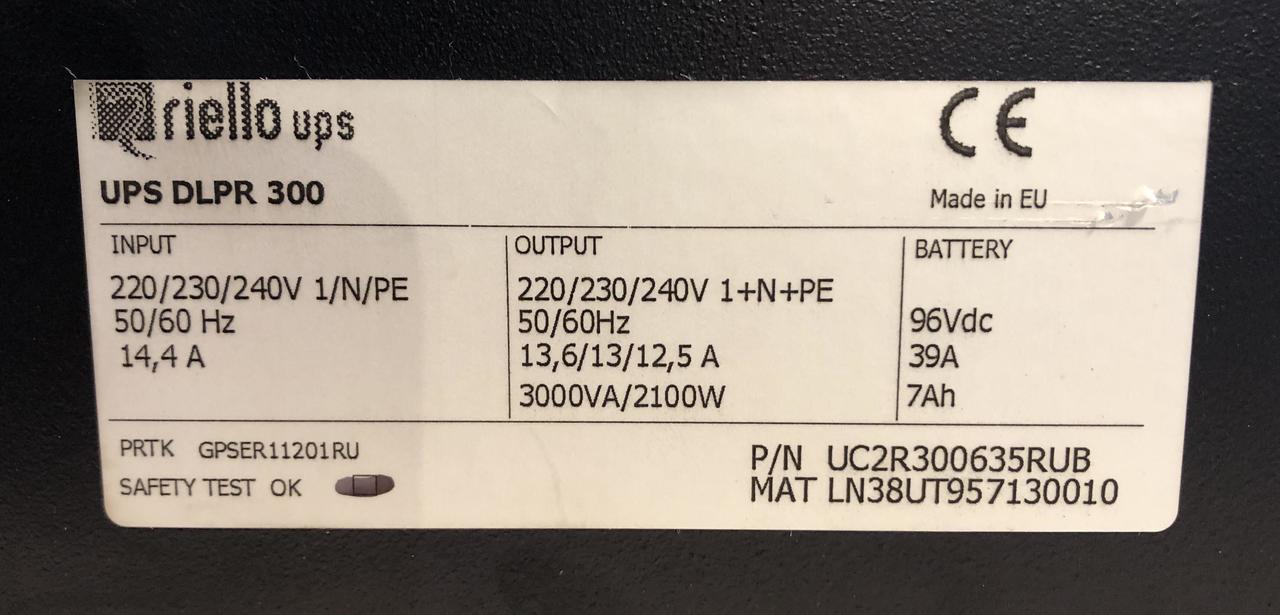 riello ups
CE
UPS DLPR 300
Made in EU
INPUT
220/230/240V 1/N/PE
50/60 Hz
14,4 A
OUTPUT
220/230/240V 1+N+PE
50/60Hz
13,6/13/12,5 A
3000VA/2100W
BATTERY
96Vdc
39A
7Ah
PRTK GPSER11201RU
SAFETY TEST OK
P/N UC2R300635RUB
MAT LN38UT957130010